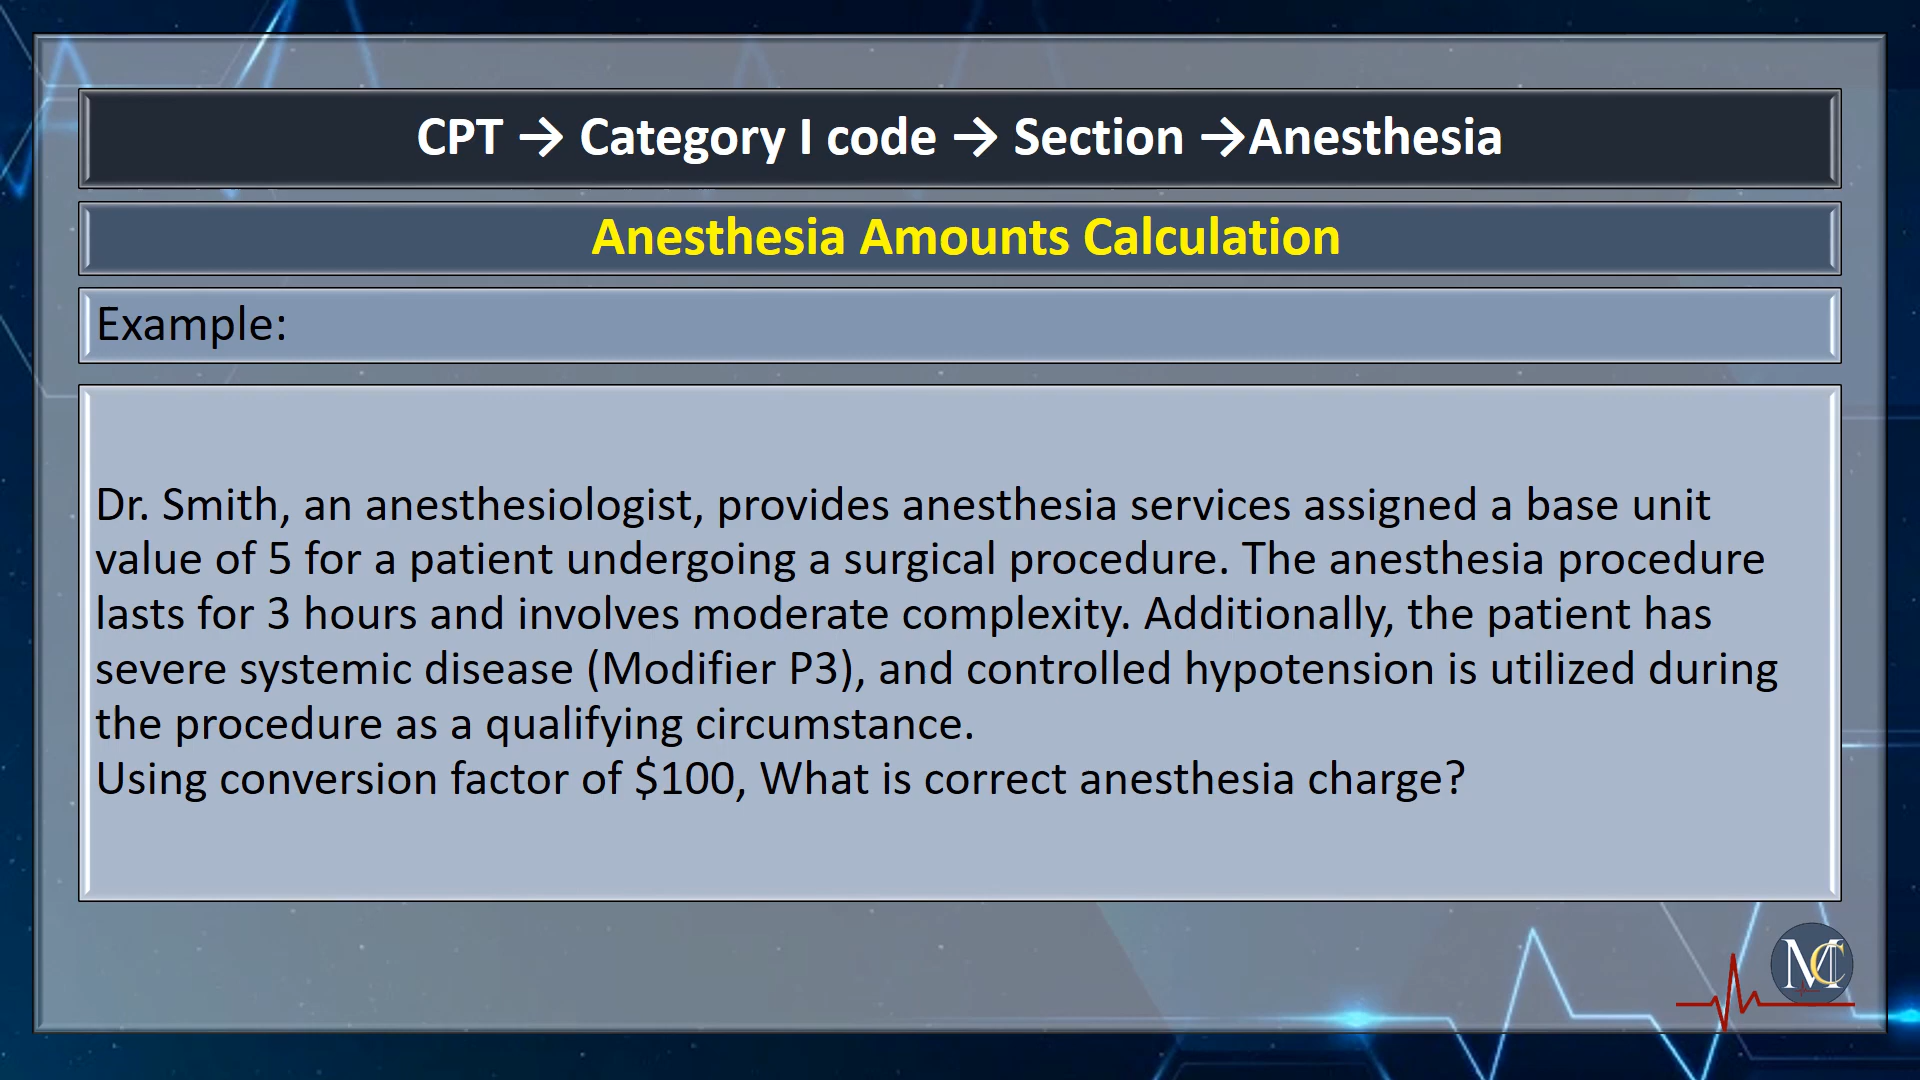 CPT → Category I code → Section →Anesthesia
Anesthesia Amounts Calculation
Example:
Dr. Smith, an anesthesiologist, provides anesthesia services assigned a base unit
value of 5 for a patient undergoing a surgical procedure. The anesthesia procedure
lasts for 3 hours and involves moderate complexity. Additionally, the patient has
severe systemic disease (Modifier P3), and controlled hypotension is utilized during
the procedure as a qualifying circumstance.
Using conversion factor of $100, What is correct anesthesia charge?
MC